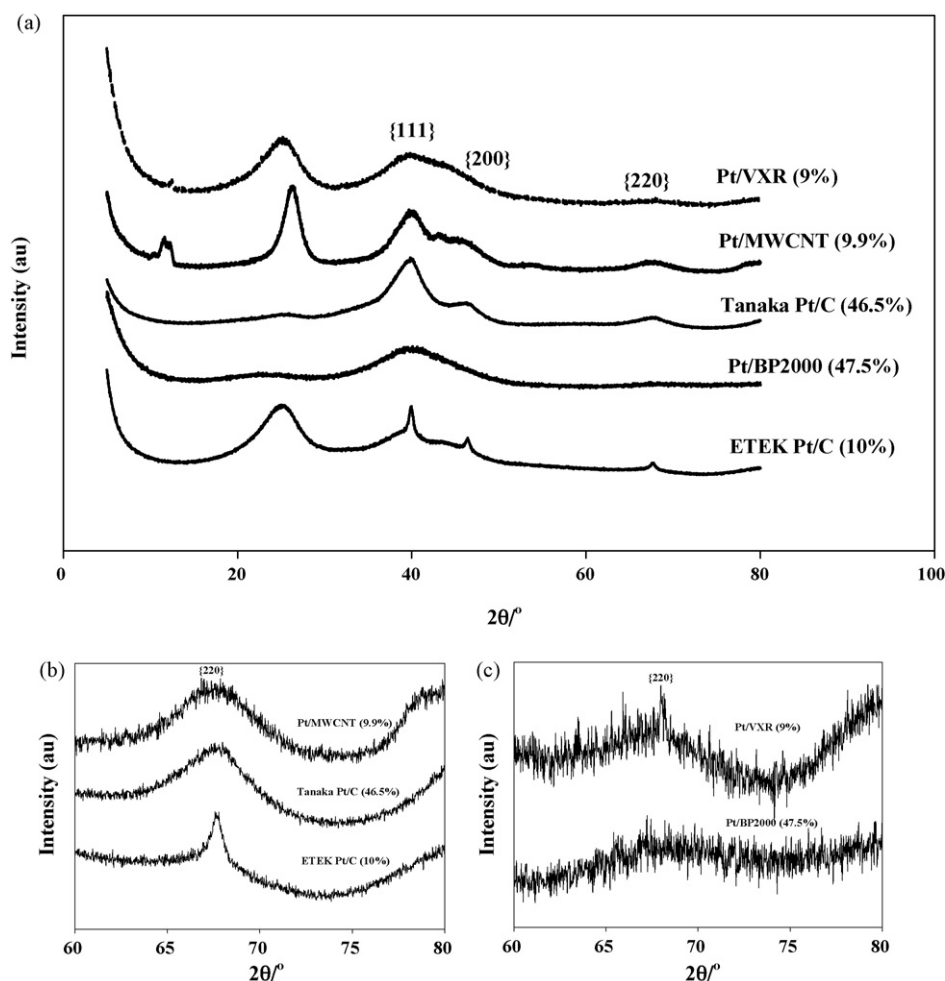 (a)
{111}
{200}
{220}
Pt/VXR (9%)
Pt/MWCNT (9.9%)
Tanaka Pt/C (46.5%)
Pt/BP2000 (47.5%)
ETEK Pt/C (10%)
Intensity (au)
0 20 40 60 80 100
2θ/°
(b)
{220}
Pt/MWCNT (9.9%)
Tanaka Pt/C (46.5%)
ETEK Pt/C (10%)
Intensity (au)
60 65 70 75 80
2θ/°
(c)
{220}
Pt/VXR (9%)
Pt/BP2000 (47.5%)
Intensity (au)
60 65 70 75 80
2θ/°